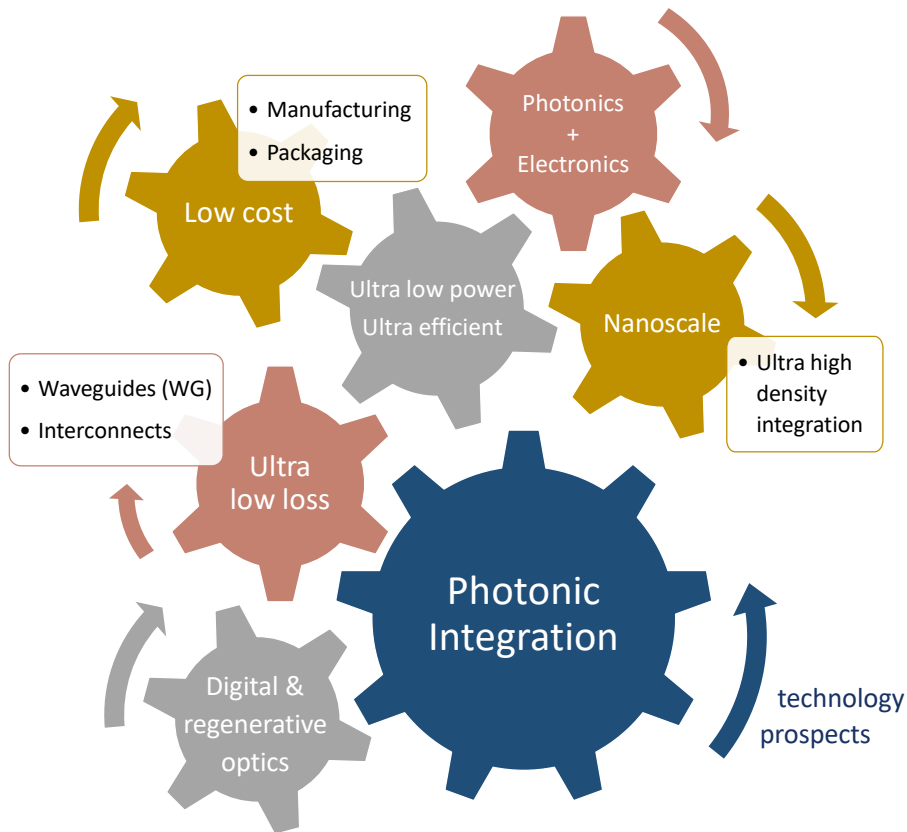 Photonics
+
Electronics
• Manufacturing
• Packaging
Low cost
Ultra low power
Ultra efficient
Nanoscale
• Ultra high
density
integration
• Waveguides (WG)
• Interconnects
Ultra
low loss
Photonic
Integration
Digital &
regenerative
optics
technology
prospects